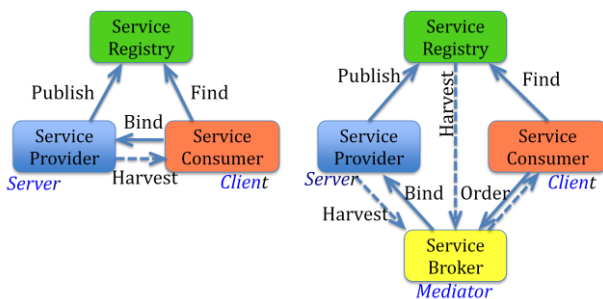 Service
Registry
Publish
Find
Bind
Service
Provider
Service
Consumer
Server
Harvest
Client
Service
Registry
Publish
Harvest
Find
Service
Provider
Service
Consumer
Server
Client
Bind
Order
Harvest
Service
Broker
Mediator